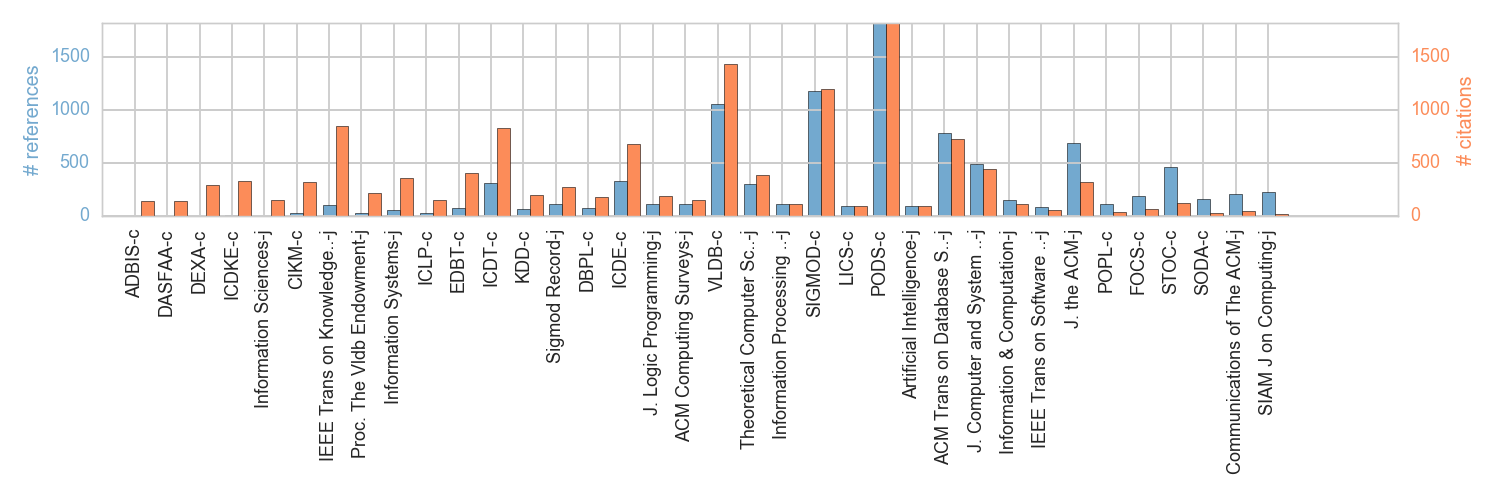 # references
1500
1000
500
0
# citations
1500
1000
500
0
ADBIS-c
DASFAA-c
DEXA-c
ICDKE-c
Information Sciences-j
CIKM-c
IEEE Trans on Knowledge..-j
Proc. The Vldb Endowment-j
Information Systems-j
ICLP-c
EDBT-c
ICDT-c
KDD-c
Sigmod Record-j
DBPL-c
ICDE-c
J. Logic Programming-j
ACM Computing Surveys-j
VLDB-c
Theoretical Computer Sc..-j
Information Processing ..-j
SIGMOD-c
LICS-c
PODS-c
Artificial Intelligence-j
ACM Trans on Database S..-j
J. Computer and System ..-j
Information & Computation-j
IEEE Trans on Software ..-j
J. the ACM-j
POPL-c
FOCS-c
STOC-c
SODA-c
Communications of The ACM-j
SIAM J on Computing-j